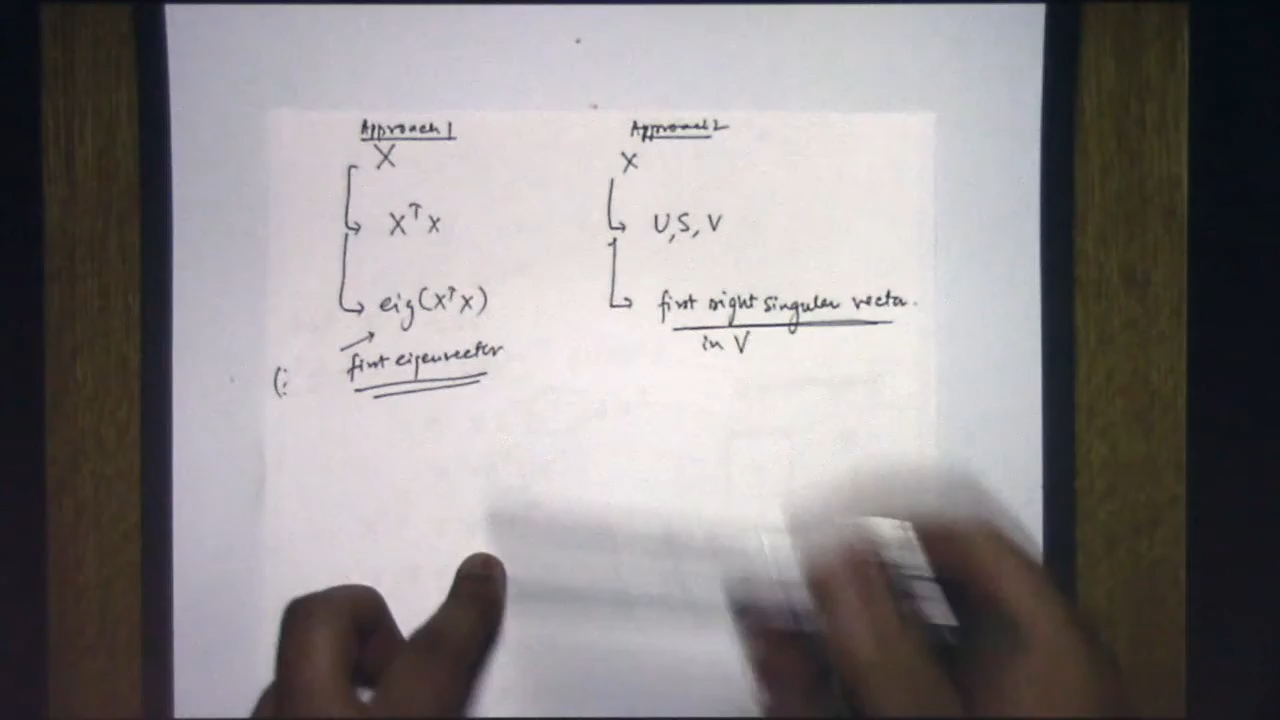 Approach 1
X
X^T X
eig(X^T X)
first eigenvector
(:
Approach 2
X
U, S, V
first right singular vector.
in V